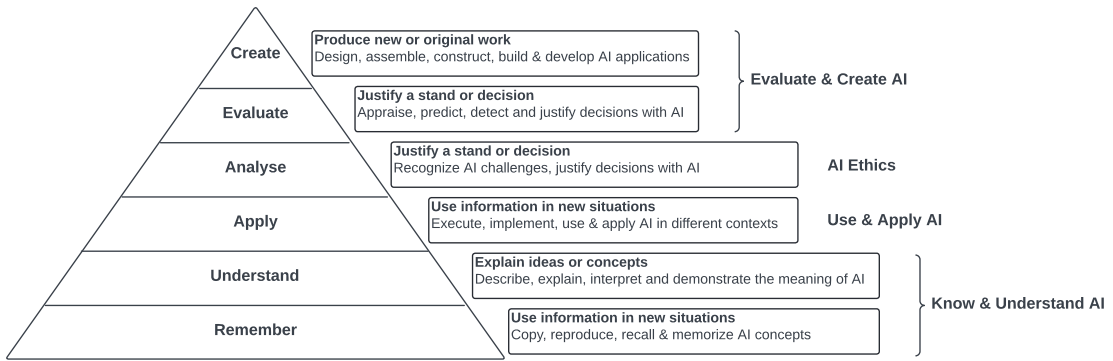 Create
Produce new or original work
Design, assemble, construct, build & develop AI applications
Evaluate & Create AI
Evaluate
Justify a stand or decision
Appraise, predict, detect and justify decisions with AI
Analyse
Justify a stand or decision
Recognize AI challenges, justify decisions with AI
AI Ethics
Apply
Use information in new situations
Execute, implement, use & apply AI in different contexts
Use & Apply AI
Understand
Explain ideas or concepts
Describe, explain, interpret and demonstrate the meaning of AI
Know & Understand AI
Remember
Use information in new situations
Copy, reproduce, recall & memorize AI concepts